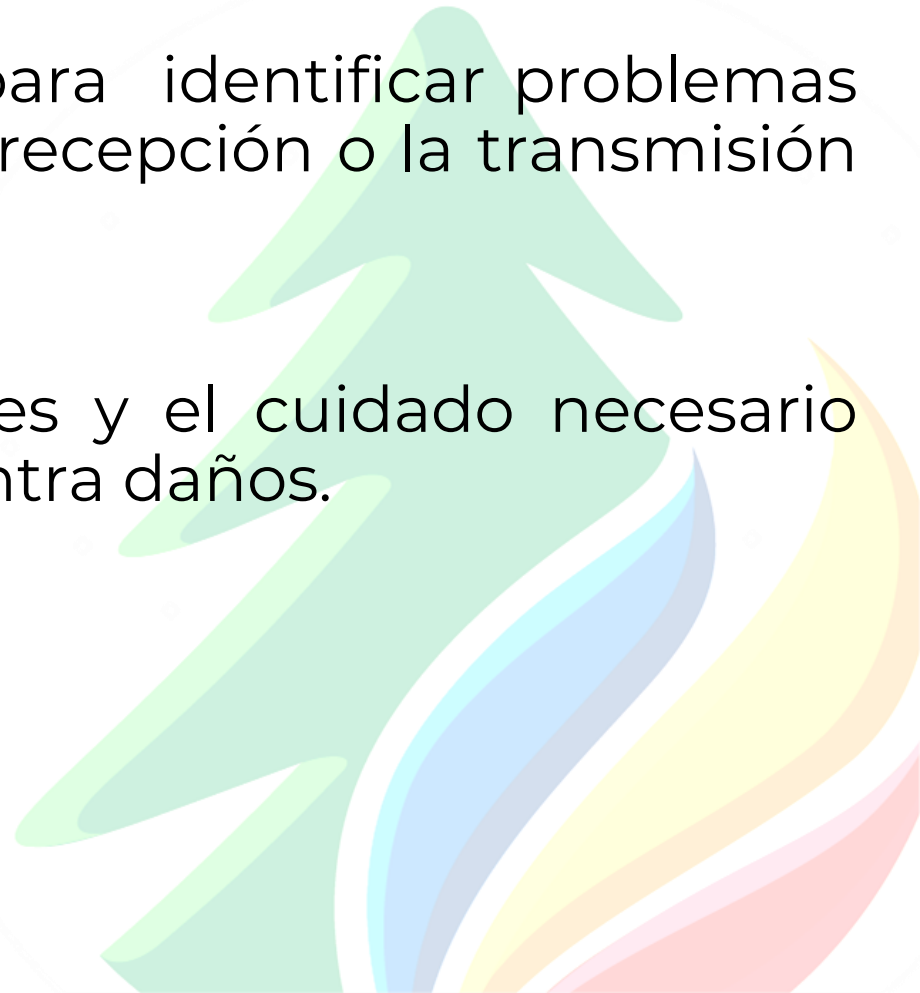 para identificar problemas
recepción o la transmisión
es y el cuidado necesario
ntra daños.